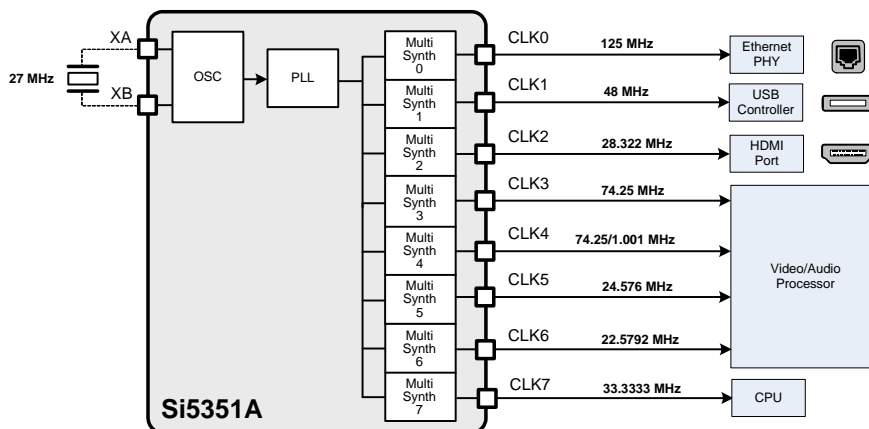 XA
27 MHz
XB
OSC
PLL
Multi
Synth
0
CLK0
125 MHz
Ethernet
PHY
Multi
Synth
1
CLK1
48 MHz
USB
Controller
Multi
Synth
2
CLK2
28.322 MHz
HDMI
Port
Multi
Synth
3
CLK3
74.25 MHz
Multi
Synth
4
CLK4
74.25/1.001 MHz
Video/Audio
Processor
Multi
Synth
5
CLK5
24.576 MHz
Multi
Synth
6
CLK6
22.5792 MHz
Multi
Synth
7
CLK7
33.3333 MHz
CPU
Si5351A